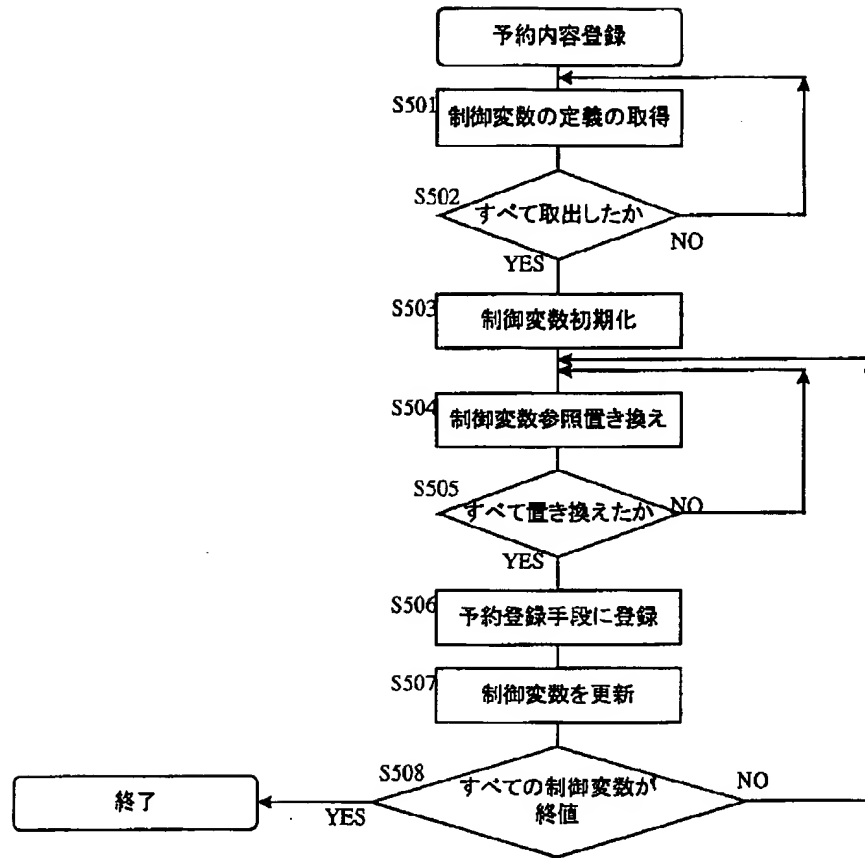 予約内容登録
S501
制御変数の定義の取得
S502
すべて取出したか
NO
YES
S503
制御変数初期化
S504
制御変数参照置き換え
S505
すべて置き換えたか
NO
YES
S506
予約登録手段に登録
S507
制御変数を更新
S508
すべての制御変数が
終値
NO
YES
終了